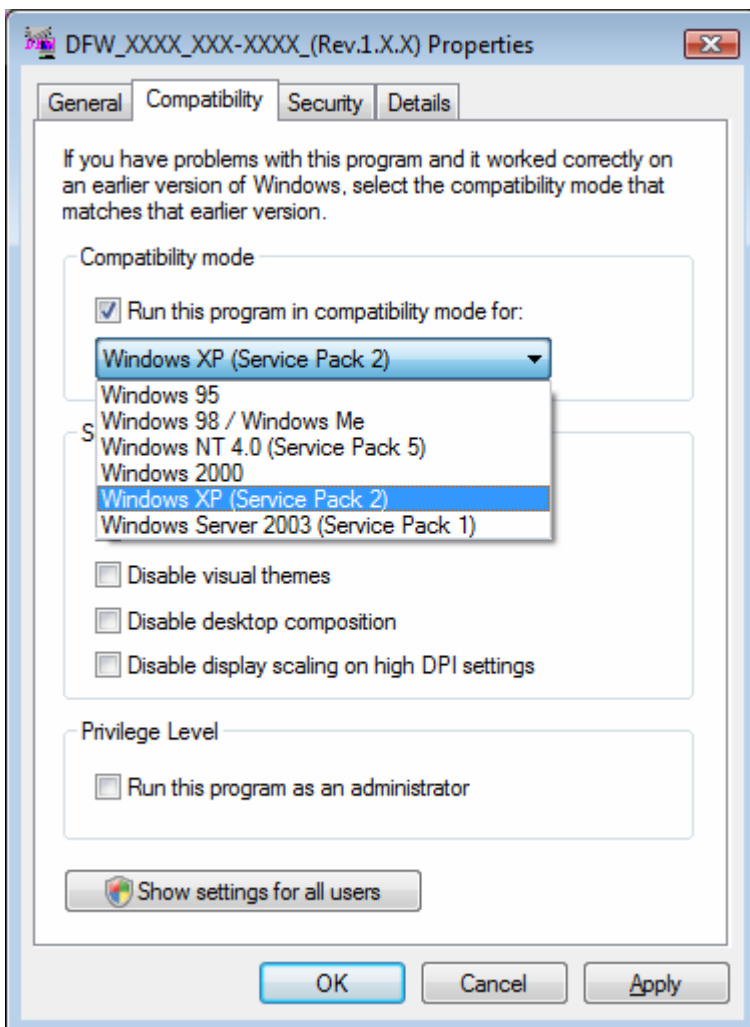 DFW_XXXX_XXX-XXXX_(Rev.1.X.X) Properties
General Compatibility Security Details
If you have problems with this program and it worked correctly on
an earlier version of Windows, select the compatibility mode that
matches that earlier version.
Compatibility mode
Run this program in compatibility mode for:
Windows XP (Service Pack 2)
Windows 95
Windows 98 / Windows Me
Windows NT 4.0 (Service Pack 5)
Windows 2000
Windows XP (Service Pack 2)
Windows Server 2003 (Service Pack 1)
Disable visual themes
Disable desktop composition
Disable display scaling on high DPI settings
Privilege Level
Run this program as an administrator
Show settings for all users
OK Cancel Apply